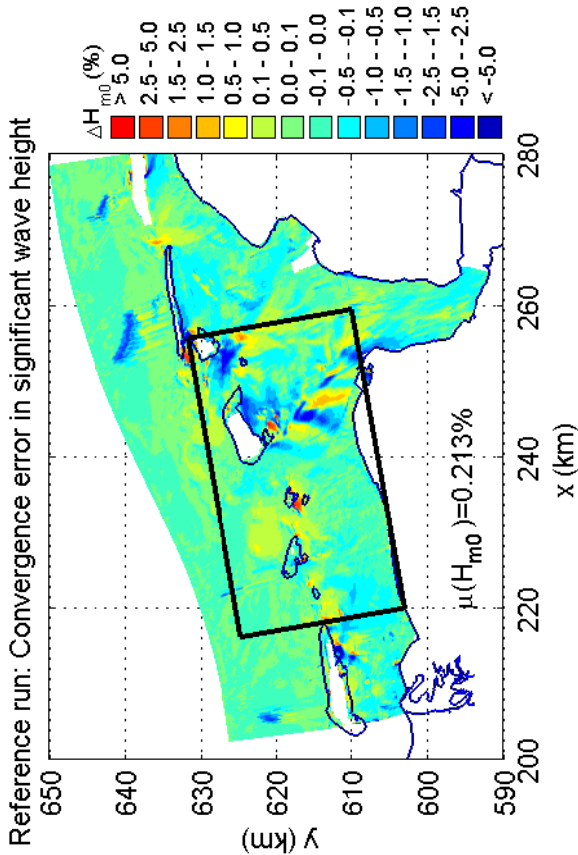 Reference run: Convergence error in significant wave height
ΔHm0(%)
> 5.0
2.5 - 5.0
1.5 - 2.5
1.0 - 1.5
0.5 - 1.0
0.1 - 0.5
0.0 - 0.1
-0.1 - 0.0
-0.5 - -0.1
-1.0 - -0.5
-1.5 - -1.0
-2.5 - -1.5
-5.0 - -2.5
< -5.0
650
640
630
620
610
600
590
y (km)
μ(Hm0)=0.213%
200
220
240
260
280
x (km)